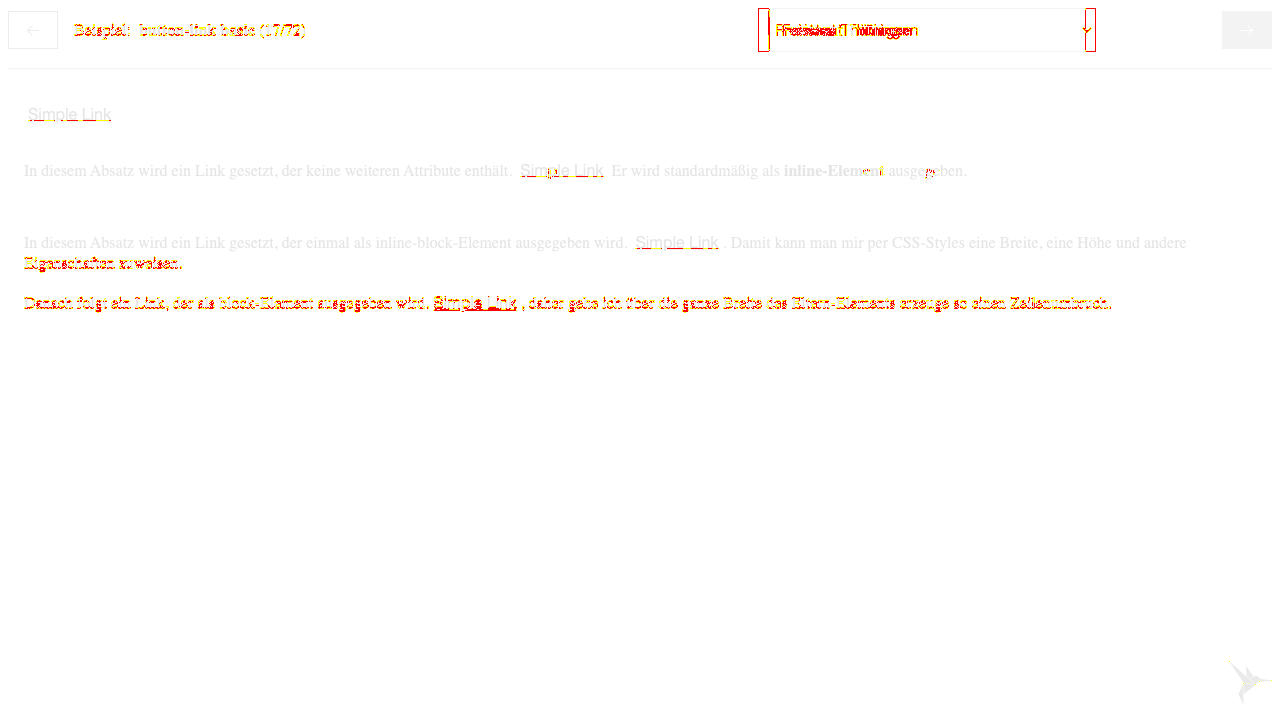 Beispiel: button-link basic (17/72)
Simple Link
In diesem Absatz wird ein Link gesetzt, der keine weiteren Attribute enthält. Simple Link Er wird standardmäßig als inline-Element ausgegeben.
In diesem Absatz wird ein Link gesetzt, der einmal als inline-block-Element ausgegeben wird. Simple Link . Damit kann man mir per CSS-Styles eine Breite, eine Höhe und andere
Eigenschaften zuweisen.
Danach folgt ein Link, der als block-Element ausgegeben wird. Simple Link , daher gehe ich über die ganze Breite des Eltern-Elements erzeuge so einen Zeilenumbruch.